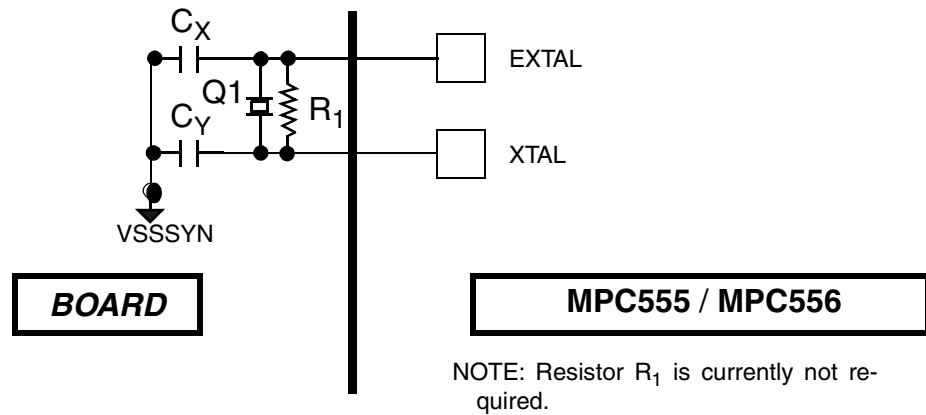 CX
EXTAL
Q1
R1
CY
XTAL
VSSSYN
BOARD
MPC555 / MPC556
NOTE: Resistor R1 is currently not re-
quired.